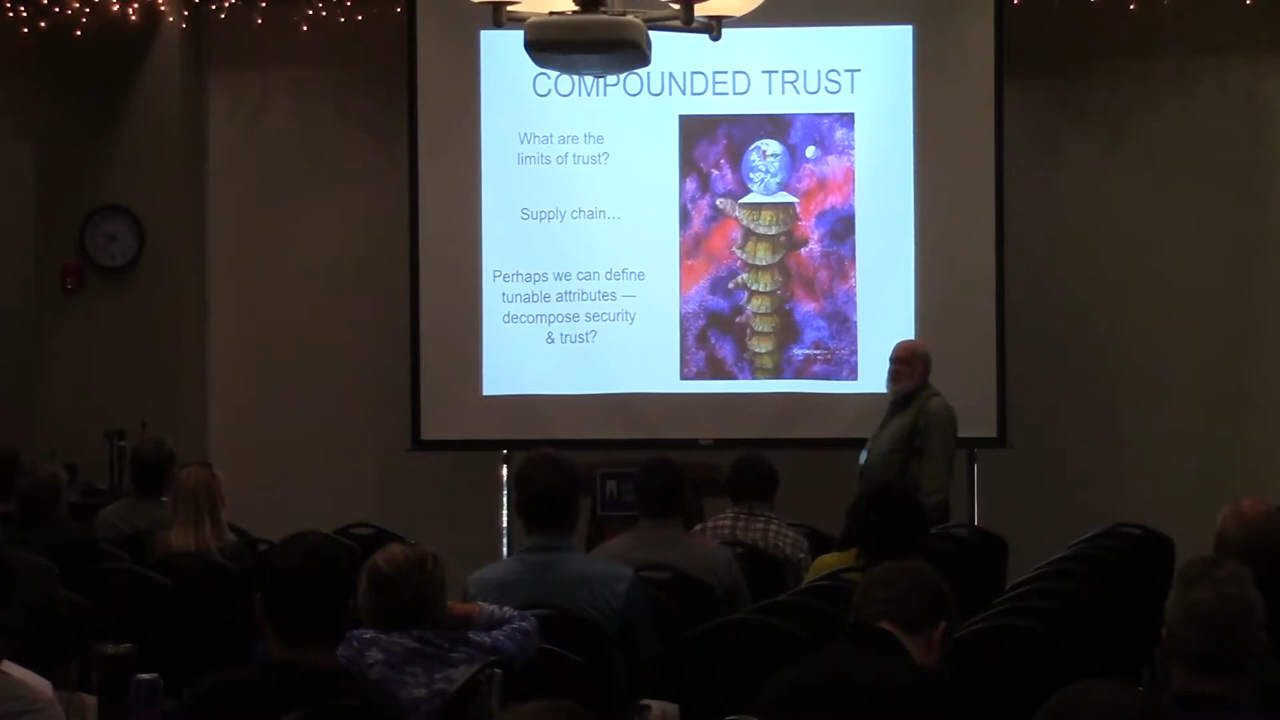 COMPOUNDED TRUST
What are the
limits of trust?
Supply chain…
Perhaps we can define
tunable attributes —
decompose security
& trust?